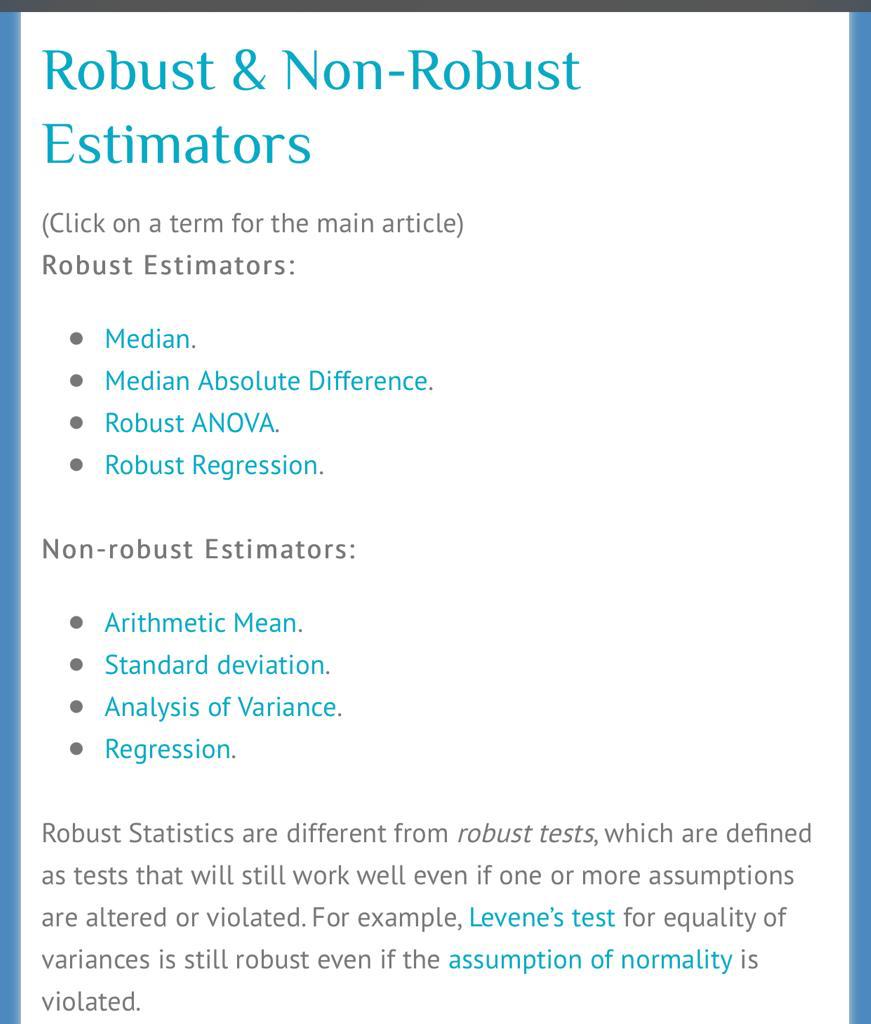 Robust & Non-Robust
Estimators
(Click on a term for the main article)
Robust Estimators:
● Median.
● Median Absolute Difference.
● Robust ANOVA.
● Robust Regression.
Non-robust Estimators:
● Arithmetic Mean.
● Standard deviation.
● Analysis of Variance.
● Regression.
Robust Statistics are different from robust tests, which are defined
as tests that will still work well even if one or more assumptions
are altered or violated. For example, Levene’s test for equality of
variances is still robust even if the assumption of normality is
violated.